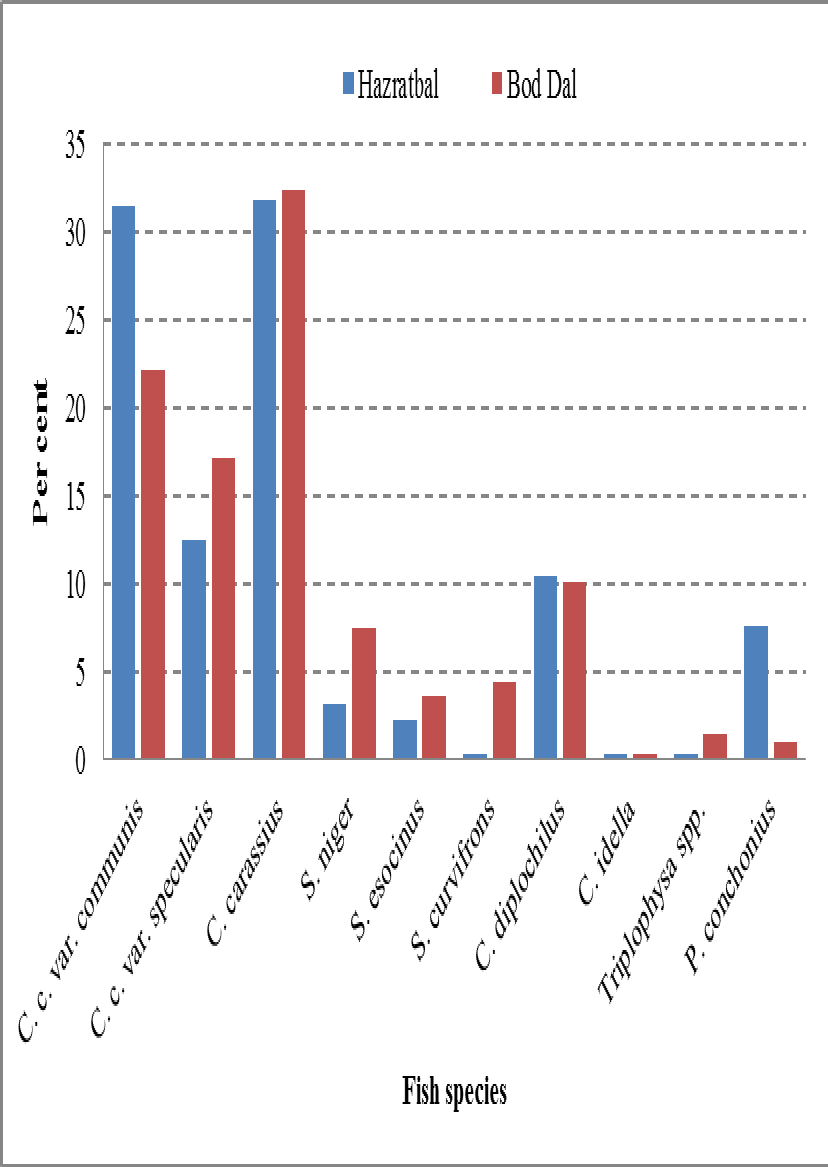 Hazratbal Bod Dal
35
30
25
20
15
10
5
0
Per cent
C. c. var. communis
C. c. var. specularis
C. carassius
S. niger
S. esocinus
S. curvifrons
C. diplochilus
C. idella
Triplophysa spp.
P. conchonius
Fish species